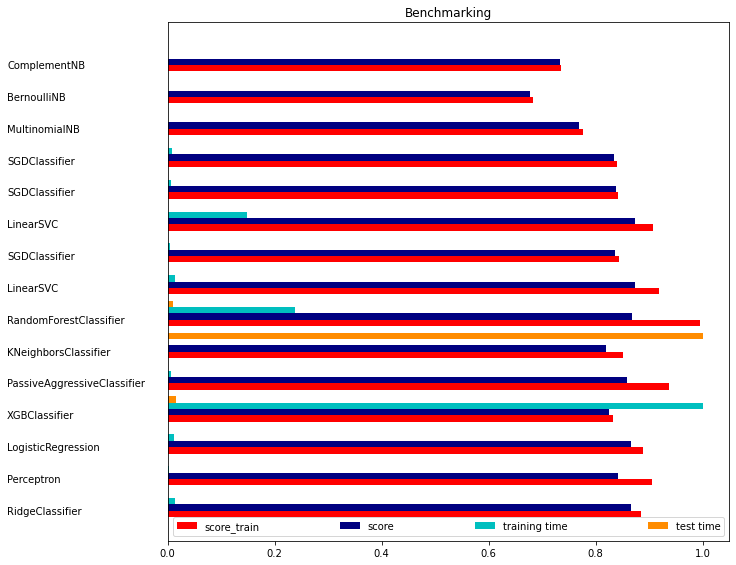 Benchmarking
ComplementNB
BernoulliNB
MultinomialNB
SGDClassifier
SGDClassifier
LinearSVC
SGDClassifier
LinearSVC
RandomForestClassifier
KNeighborsClassifier
PassiveAggressiveClassifier
XGBClassifier
LogisticRegression
Perceptron
RidgeClassifier
score_train score training time test time
0.0 0.2 0.4 0.6 0.8 1.0